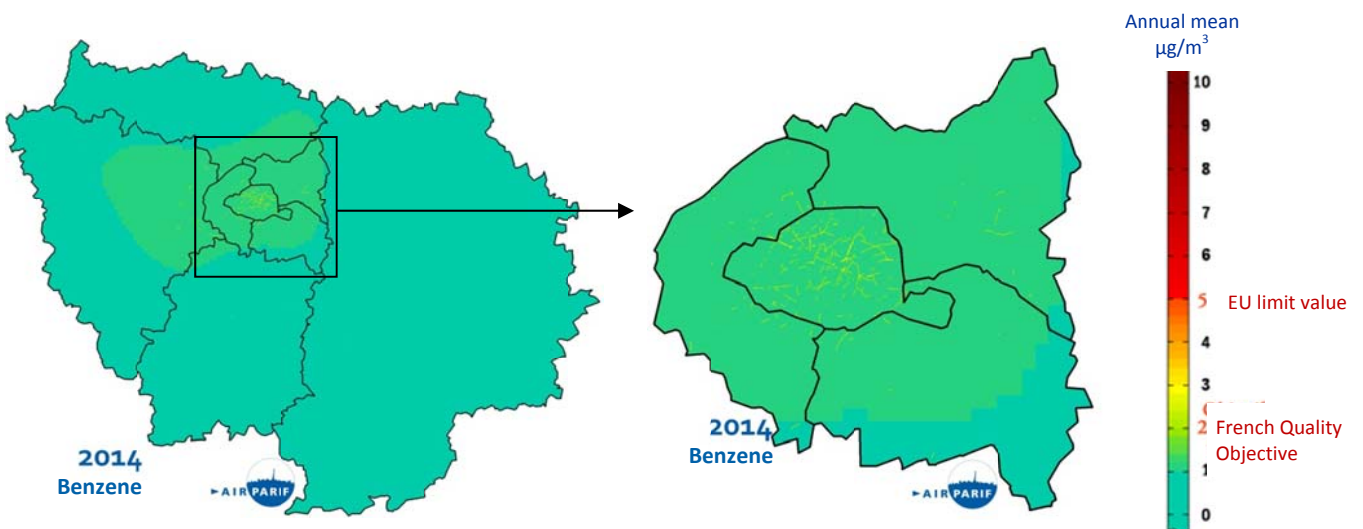 2014
Benzene
AIRPARIF
2014
Benzene
AIRPARIF
Annual mean
µg/m³
10
9
8
7
6
5 EU limit value
4
3
2 French Quality
Objective
1
0